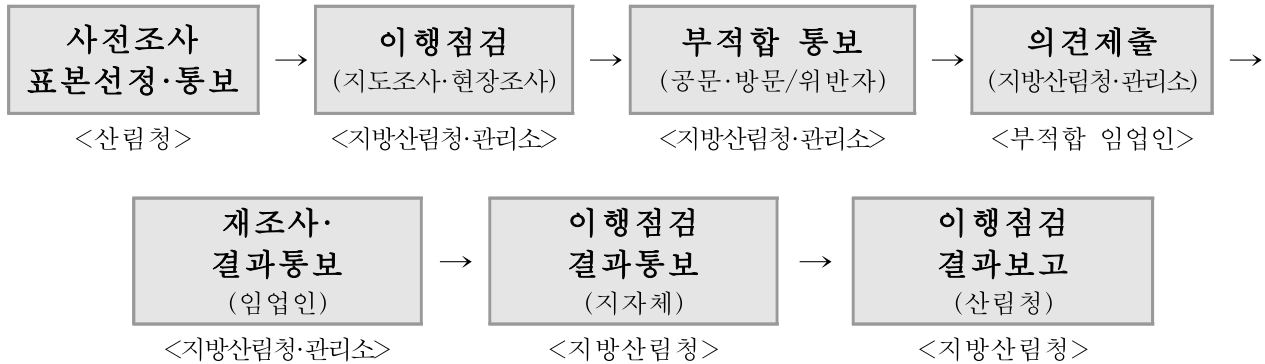 사전조사
표본선정·통보
→
이행점검
(지도조사·현장조사)
→
부적합 통보
(공문·방문/위반자)
→
의견제출
(지방산림청·관리소)
→
<산림청>
<지방산림청·관리소>
<지방산림청·관리소>
<부적합 임업인>
재조사·
결과통보
(임업인)
→
이행점검
결과통보
(지자체)
→
이행점검
결과보고
(산림청)
<지방산림청·관리소>
<지방산림청>
<지방산림청>